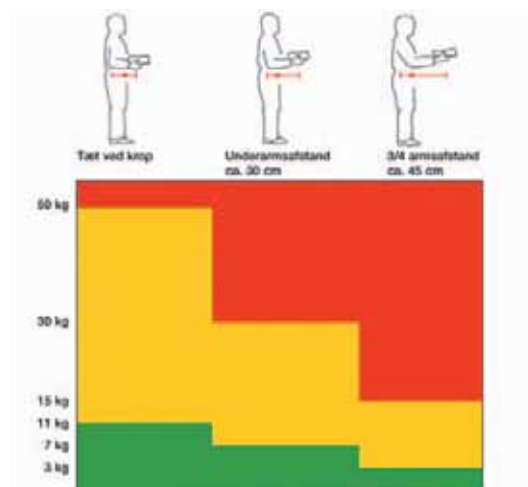 Tæt ved krop
Underarmsafstand
ca. 30 cm
3/4 armsafstand
ca. 45 cm
50 kg
30 kg
15 kg
11 kg
7 kg
3 kg